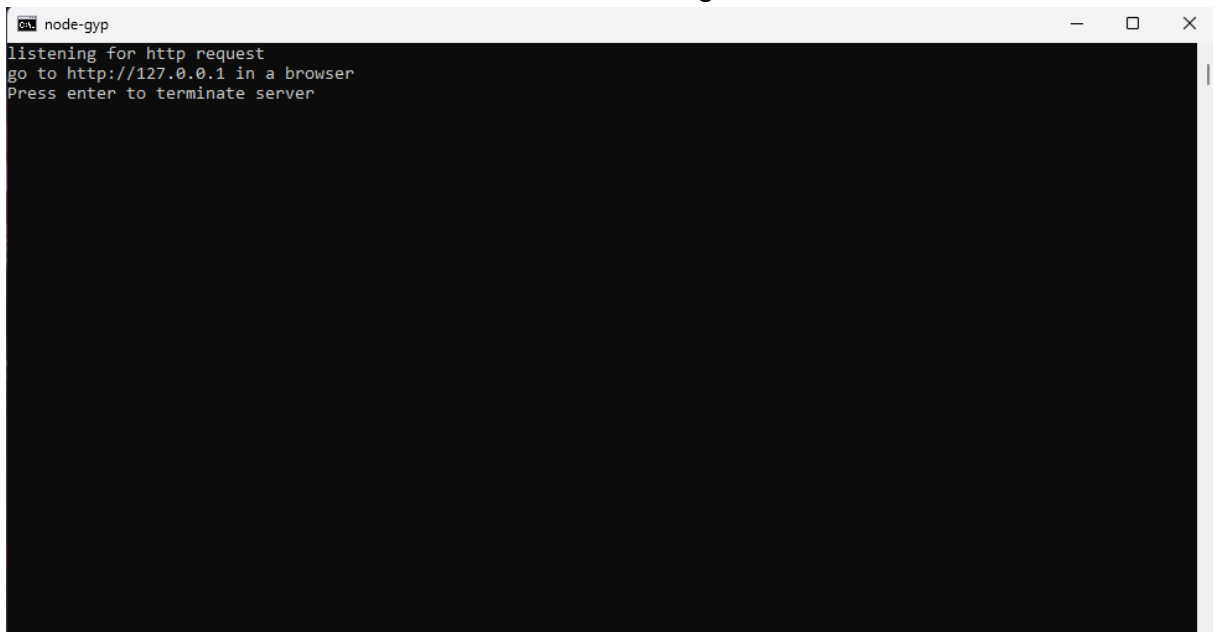 node-gyp
listening for http request
go to http://127.0.0.1 in a browser
Press enter to terminate server